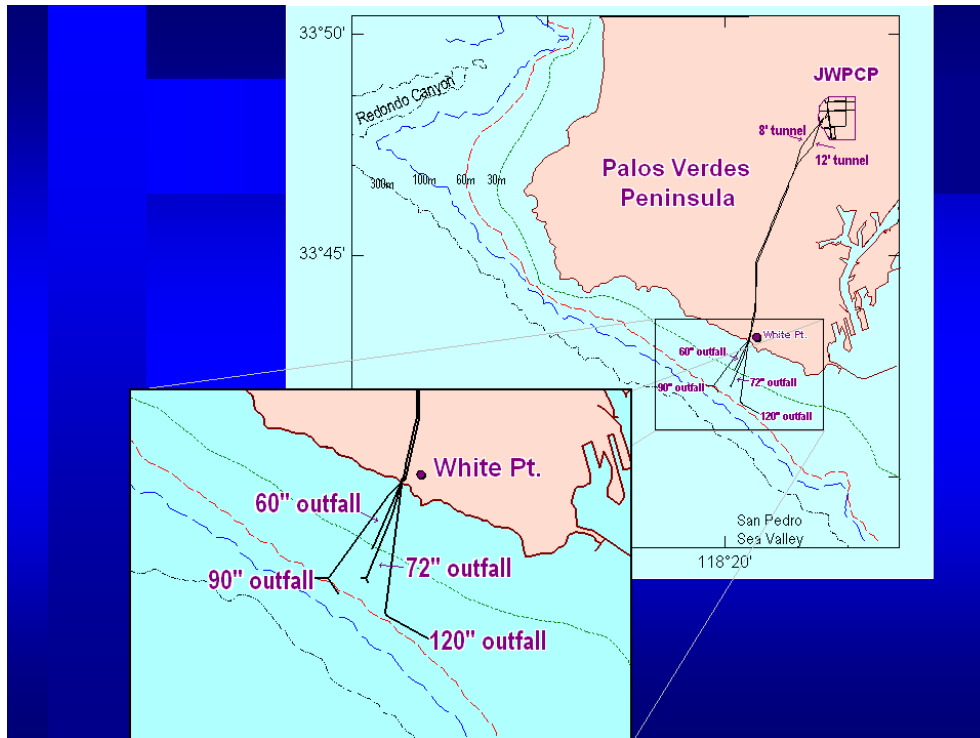 33°50'
JWPCP
Redondo Canyon
8' tunnel
12' tunnel
Palos Verdes
Peninsula
300m
100m
60m
30m
33°45'
White Pt.
60" outfall
72" outfall
90" outfall
120" outfall
San Pedro
Sea Valley
118°20'
White Pt.
60" outfall
72" outfall
90" outfall
120" outfall